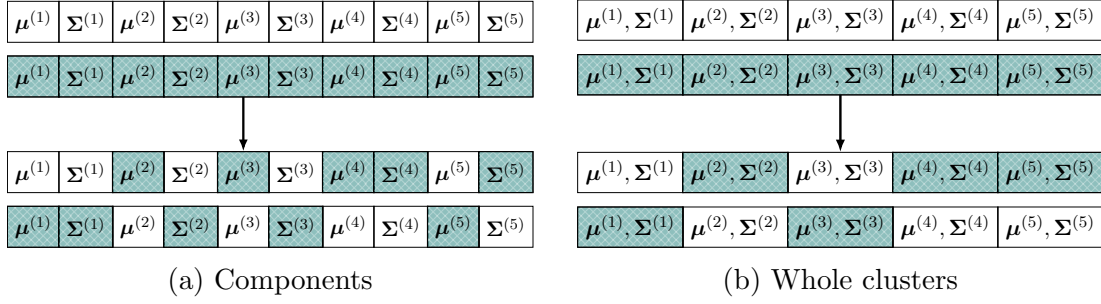 μ⁽¹⁾ Σ⁽¹⁾ μ⁽²⁾ Σ⁽²⁾ μ⁽³⁾ Σ⁽³⁾ μ⁽⁴⁾ Σ⁽⁴⁾ μ⁽⁵⁾ Σ⁽⁵⁾
μ⁽¹⁾ Σ⁽¹⁾ μ⁽²⁾ Σ⁽²⁾ μ⁽³⁾ Σ⁽³⁾ μ⁽⁴⁾ Σ⁽⁴⁾ μ⁽⁵⁾ Σ⁽⁵⁾
μ⁽¹⁾ Σ⁽¹⁾ μ⁽²⁾ Σ⁽²⁾ μ⁽³⁾ Σ⁽³⁾ μ⁽⁴⁾ Σ⁽⁴⁾ μ⁽⁵⁾ Σ⁽⁵⁾
μ⁽¹⁾ Σ⁽¹⁾ μ⁽²⁾ Σ⁽²⁾ μ⁽³⁾ Σ⁽³⁾ μ⁽⁴⁾ Σ⁽⁴⁾ μ⁽⁵⁾ Σ⁽⁵⁾
(a) Components
μ⁽¹⁾, Σ⁽¹⁾ μ⁽²⁾, Σ⁽²⁾ μ⁽³⁾, Σ⁽³⁾ μ⁽⁴⁾, Σ⁽⁴⁾ μ⁽⁵⁾, Σ⁽⁵⁾
μ⁽¹⁾, Σ⁽¹⁾ μ⁽²⁾, Σ⁽²⁾ μ⁽³⁾, Σ⁽³⁾ μ⁽⁴⁾, Σ⁽⁴⁾ μ⁽⁵⁾, Σ⁽⁵⁾
μ⁽¹⁾, Σ⁽¹⁾ μ⁽²⁾, Σ⁽²⁾ μ⁽³⁾, Σ⁽³⁾ μ⁽⁴⁾, Σ⁽⁴⁾ μ⁽⁵⁾, Σ⁽⁵⁾
μ⁽¹⁾, Σ⁽¹⁾ μ⁽²⁾, Σ⁽²⁾ μ⁽³⁾, Σ⁽³⁾ μ⁽⁴⁾, Σ⁽⁴⁾ μ⁽⁵⁾, Σ⁽⁵⁾
(b) Whole clusters